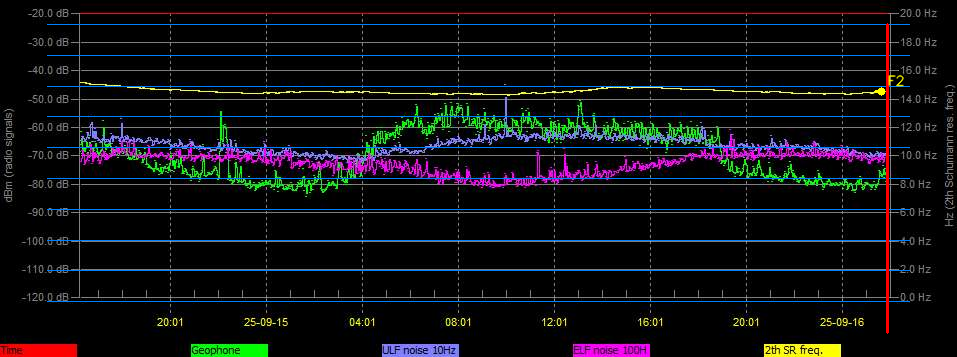 -20.0 dB
20.0 Hz
-30.0 dB
18.0 Hz
-40.0 dB
16.0 Hz
F2
-50.0 dB
14.0 Hz
-60.0 dB
12.0 Hz
-70.0 dB
10.0 Hz
-80.0 dB
8.0 Hz
-90.0 dB
6.0 Hz
-100.0 dB
4.0 Hz
-110.0 dB
2.0 Hz
-120.0 dB
0.0 Hz
dBm (radio signals)
Hz (2th Schumann res. freq.)
20:01 25-09-15 04:01 08:01 12:01 16:01 20:01 25-09-16
Time Geophone ULF noise 10Hz ELF noise 100H 2th SR freq.